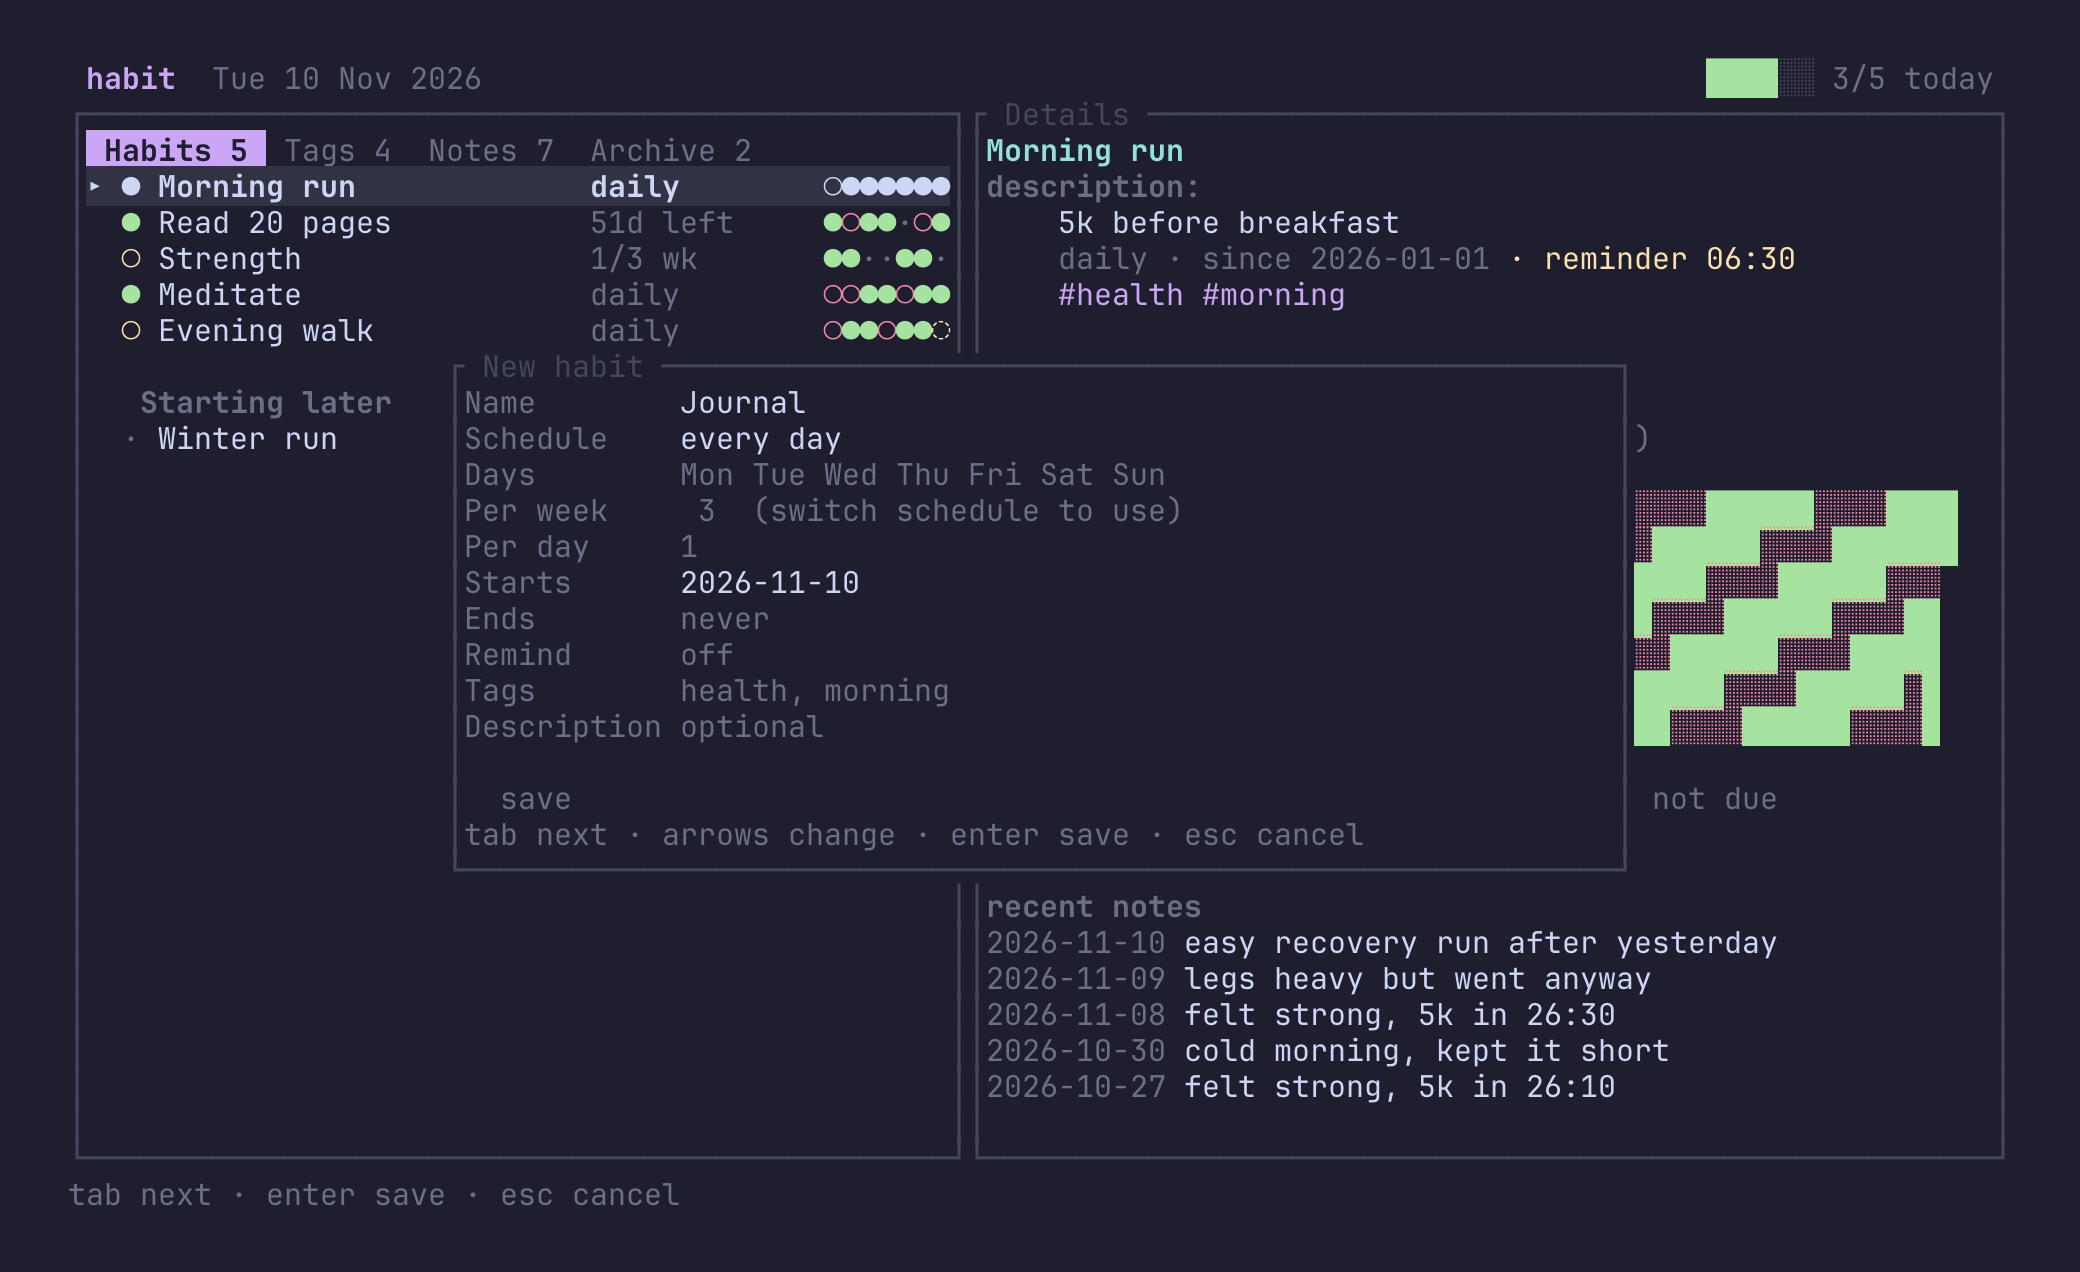 habit Tue 10 Nov 2026
3/5 today
Habits 5 Tags 4 Notes 7 Archive 2
Morning run daily
Read 20 pages 51d left
Strength 1/3 wk
Meditate daily
Evening walk daily
Starting later
· Winter run
Details
Morning run
description:
5k before breakfast
daily · since 2026-01-01 · reminder 06:30
#health #morning
)
New habit
Name Journal
Schedule every day
Days Mon Tue Wed Thu Fri Sat Sun
Per week 3 (switch schedule to use)
Per day 1
Starts 2026-11-10
Ends never
Remind off
Tags health, morning
Description optional
save
tab next · arrows change · enter save · esc cancel
not due
recent notes
2026-11-10 easy recovery run after yesterday
2026-11-09 legs heavy but went anyway
2026-11-08 felt strong, 5k in 26:30
2026-10-30 cold morning, kept it short
2026-10-27 felt strong, 5k in 26:10
tab next · enter save · esc cancel